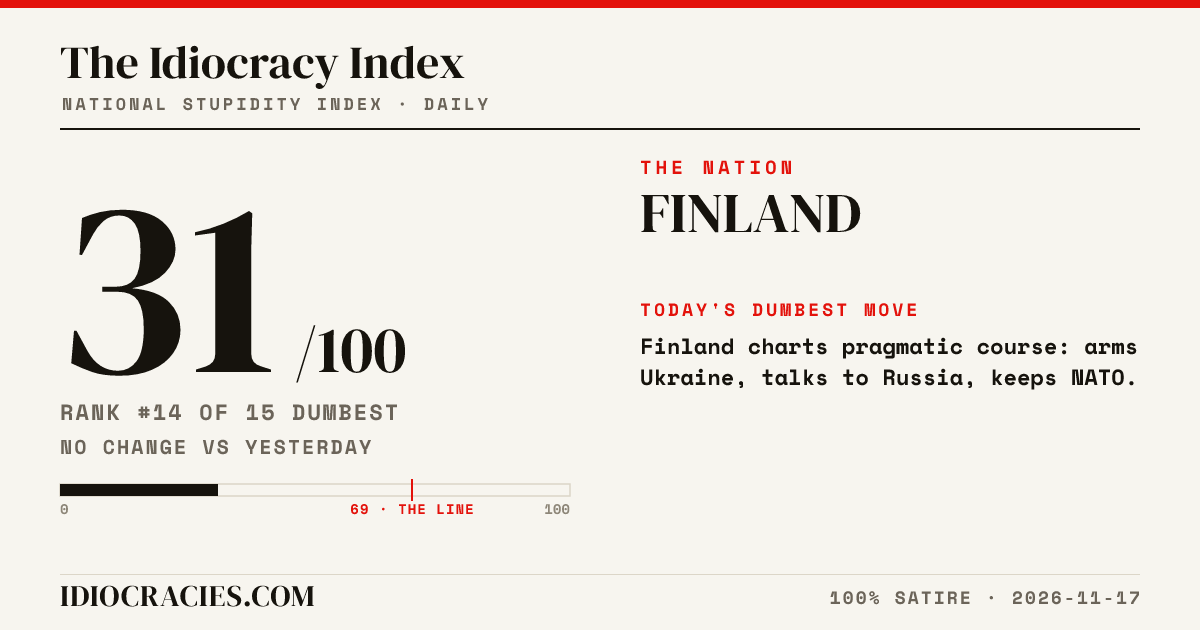 The Idiocracy Index
NATIONAL STUPIDITY INDEX · DAILY
31 /100
RANK #14 OF 15 DUMBEST
NO CHANGE VS YESTERDAY
0
69 · THE LINE
100
THE NATION
FINLAND
TODAY'S DUMBEST MOVE
Finland charts pragmatic course: arms
Ukraine, talks to Russia, keeps NATO.
IDIOCRACIES.COM
100% SATIRE · 2026-11-17